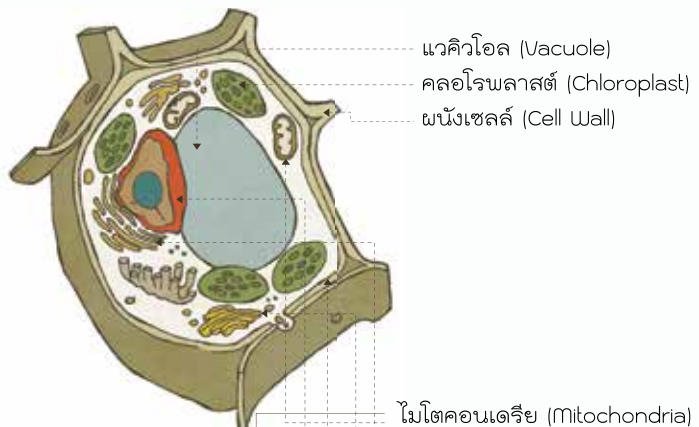 แวคิวโอล (Vacuole)
คลอโรพลาสต์ (Chloroplast)
ผนังเซลล์ (Cell Wall)
ไมโตคอนเดรีย (Mitochondria)